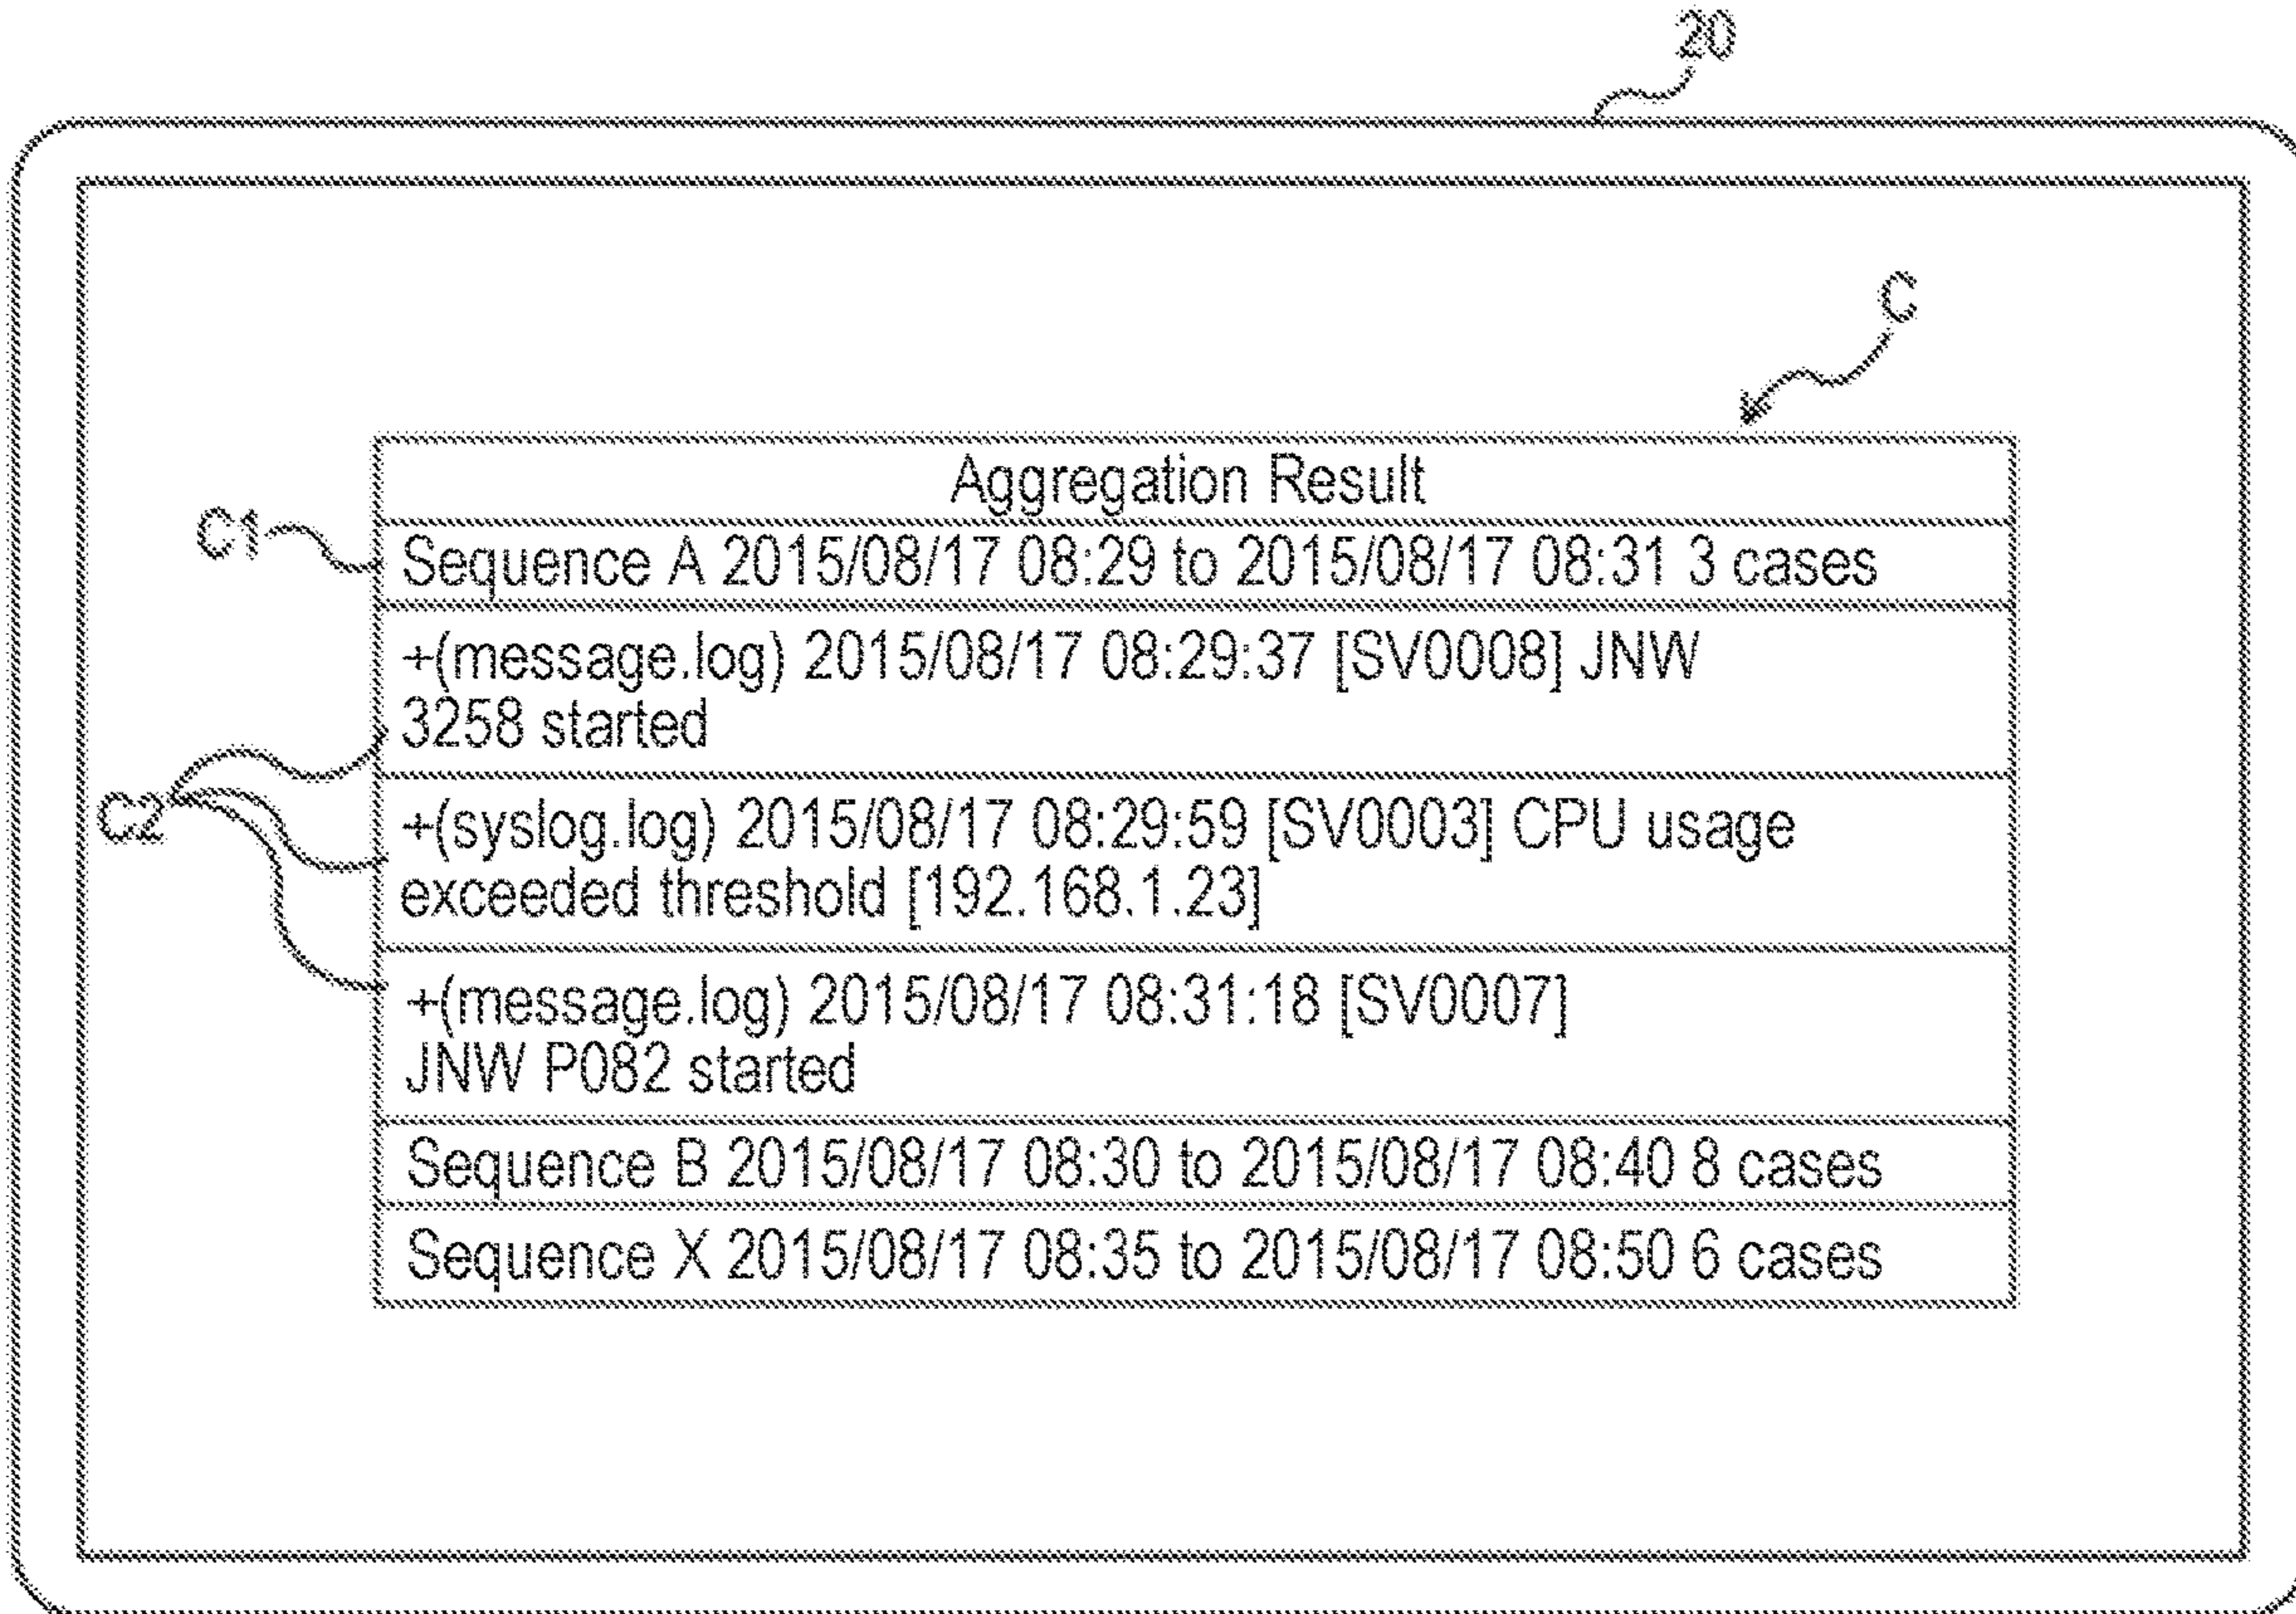 20
C
Aggregation Result
C1
Sequence A 2015/08/17 08:29 to 2015/08/17 08:31 3 cases
+(message.log) 2015/08/17 08:29:37 [SV0008] JNW
3258 started
C2
+(syslog.log) 2015/08/17 08:29:59 [SV0003] CPU usage
exceeded threshold [192.168.1.23]
+(message.log) 2015/08/17 08:31:18 [SV0007]
JNW P082 started
Sequence B 2015/08/17 08:30 to 2015/08/17 08:40 8 cases
Sequence X 2015/08/17 08:35 to 2015/08/17 08:50 6 cases